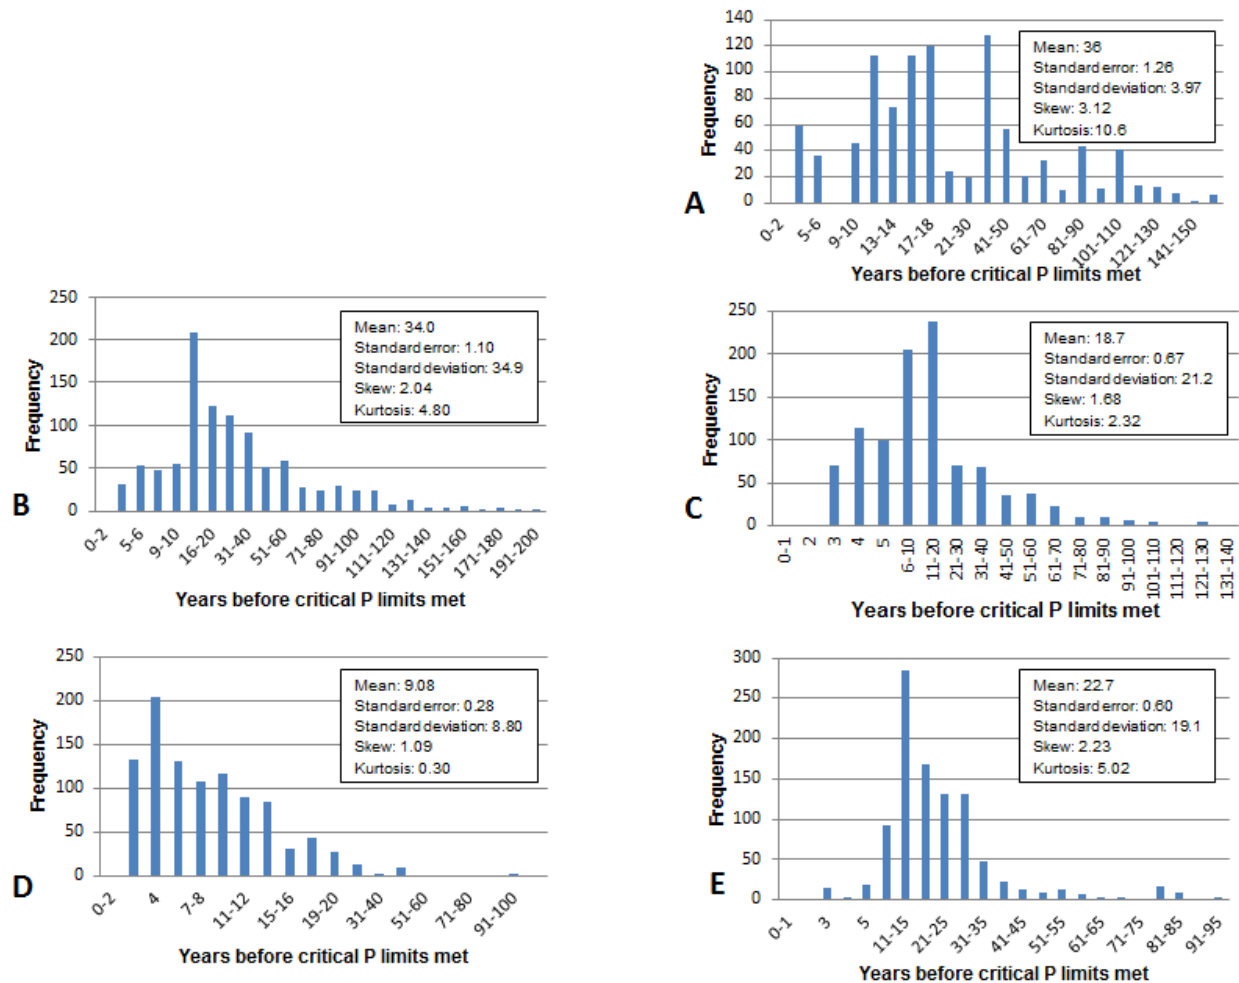 140
120
100
80
60
40
20
0
Frequency
Mean: 36
Standard error: 1.26
Standard deviation: 3.97
Skew: 3.12
Kurtosis: 10.6
A
0-2
5-6
9-10
13-14
17-18
21-30
41-50
61-70
81-90
101-110
121-130
141-150
Years before critical P limits met
250
200
150
100
50
0
Frequency
Mean: 34.0
Standard error: 1.10
Standard deviation: 34.9
Skew: 2.04
Kurtosis: 4.80
B
0-2
5-6
9-10
16-20
31-40
51-60
71-80
91-100
111-120
131-140
151-160
171-180
191-200
Years before critical P limits met
250
200
150
100
50
0
Frequency
Mean: 18.7
Standard error: 0.67
Standard deviation: 21.2
Skew: 1.68
Kurtosis: 2.32
C
0-1
2
3
4
5
6-10
11-20
21-30
31-40
41-50
51-60
61-70
71-80
81-90
91-100
101-110
111-120
121-130
131-140
Years before critical P limits met
250
200
150
100
50
0
Frequency
Mean: 9.08
Standard error: 0.28
Standard deviation: 8.80
Skew: 1.09
Kurtosis: 0.30
D
0-2
4
7-8
11-12
15-16
19-20
31-40
51-60
71-80
91-100
Years before critical P limits met
300
250
200
150
100
50
0
Frequency
Mean: 22.7
Standard error: 0.60
Standard deviation: 19.1
Skew: 2.23
Kurtosis: 5.02
E
0-1
3
5
11-15
21-25
31-35
41-45
51-55
61-65
71-75
81-85
91-95
Years before critical P limits met